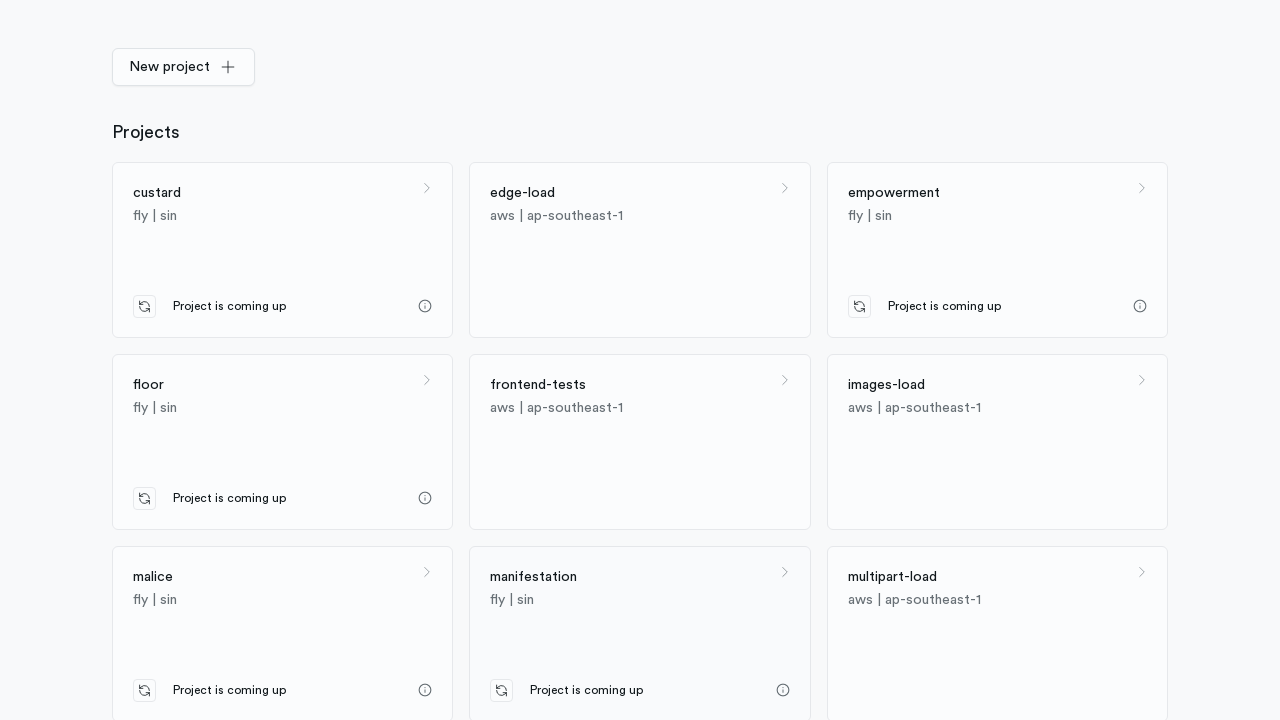 New project
Projects
custard
fly | sin
Project is coming up
edge-load
aws | ap-southeast-1
empowerment
fly | sin
Project is coming up
floor
fly | sin
Project is coming up
frontend-tests
aws | ap-southeast-1
images-load
aws | ap-southeast-1
malice
fly | sin
Project is coming up
manifestation
fly | sin
Project is coming up
multipart-load
aws | ap-southeast-1